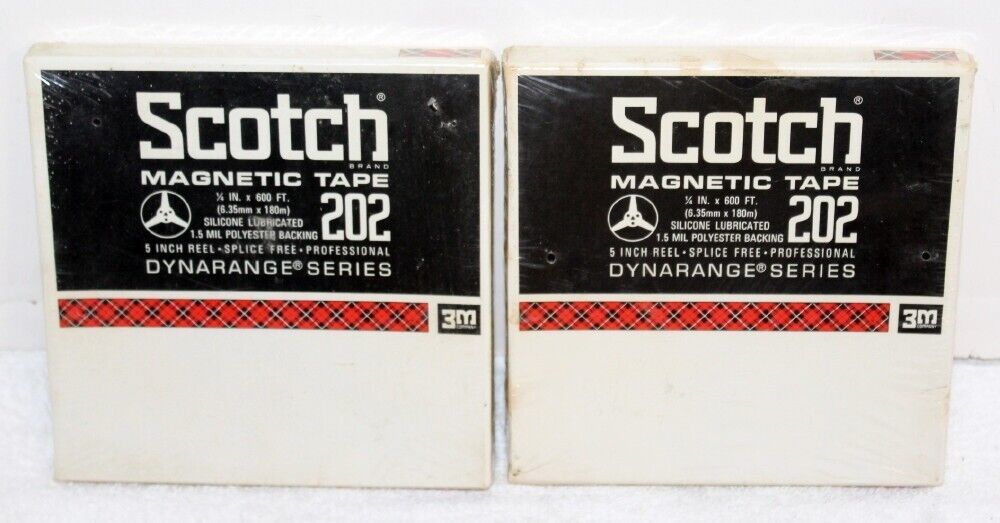 Scotch®
BRAND
MAGNETIC TAPE
¼ IN. x 600 FT.
(6.35mm x 180m)
SILICONE LUBRICATED
1.5 MIL POLYESTER BACKING
202
5 INCH REEL • SPLICE FREE • PROFESSIONAL
DYNARANGE® SERIES
3M
COMPANY
Scotch®
BRAND
MAGNETIC TAPE
¼ IN. x 600 FT.
(6.35mm x 180m)
SILICONE LUBRICATED
1.5 MIL POLYESTER BACKING
202
5 INCH REEL • SPLICE FREE • PROFESSIONAL
DYNARANGE® SERIES
3M
COMPANY